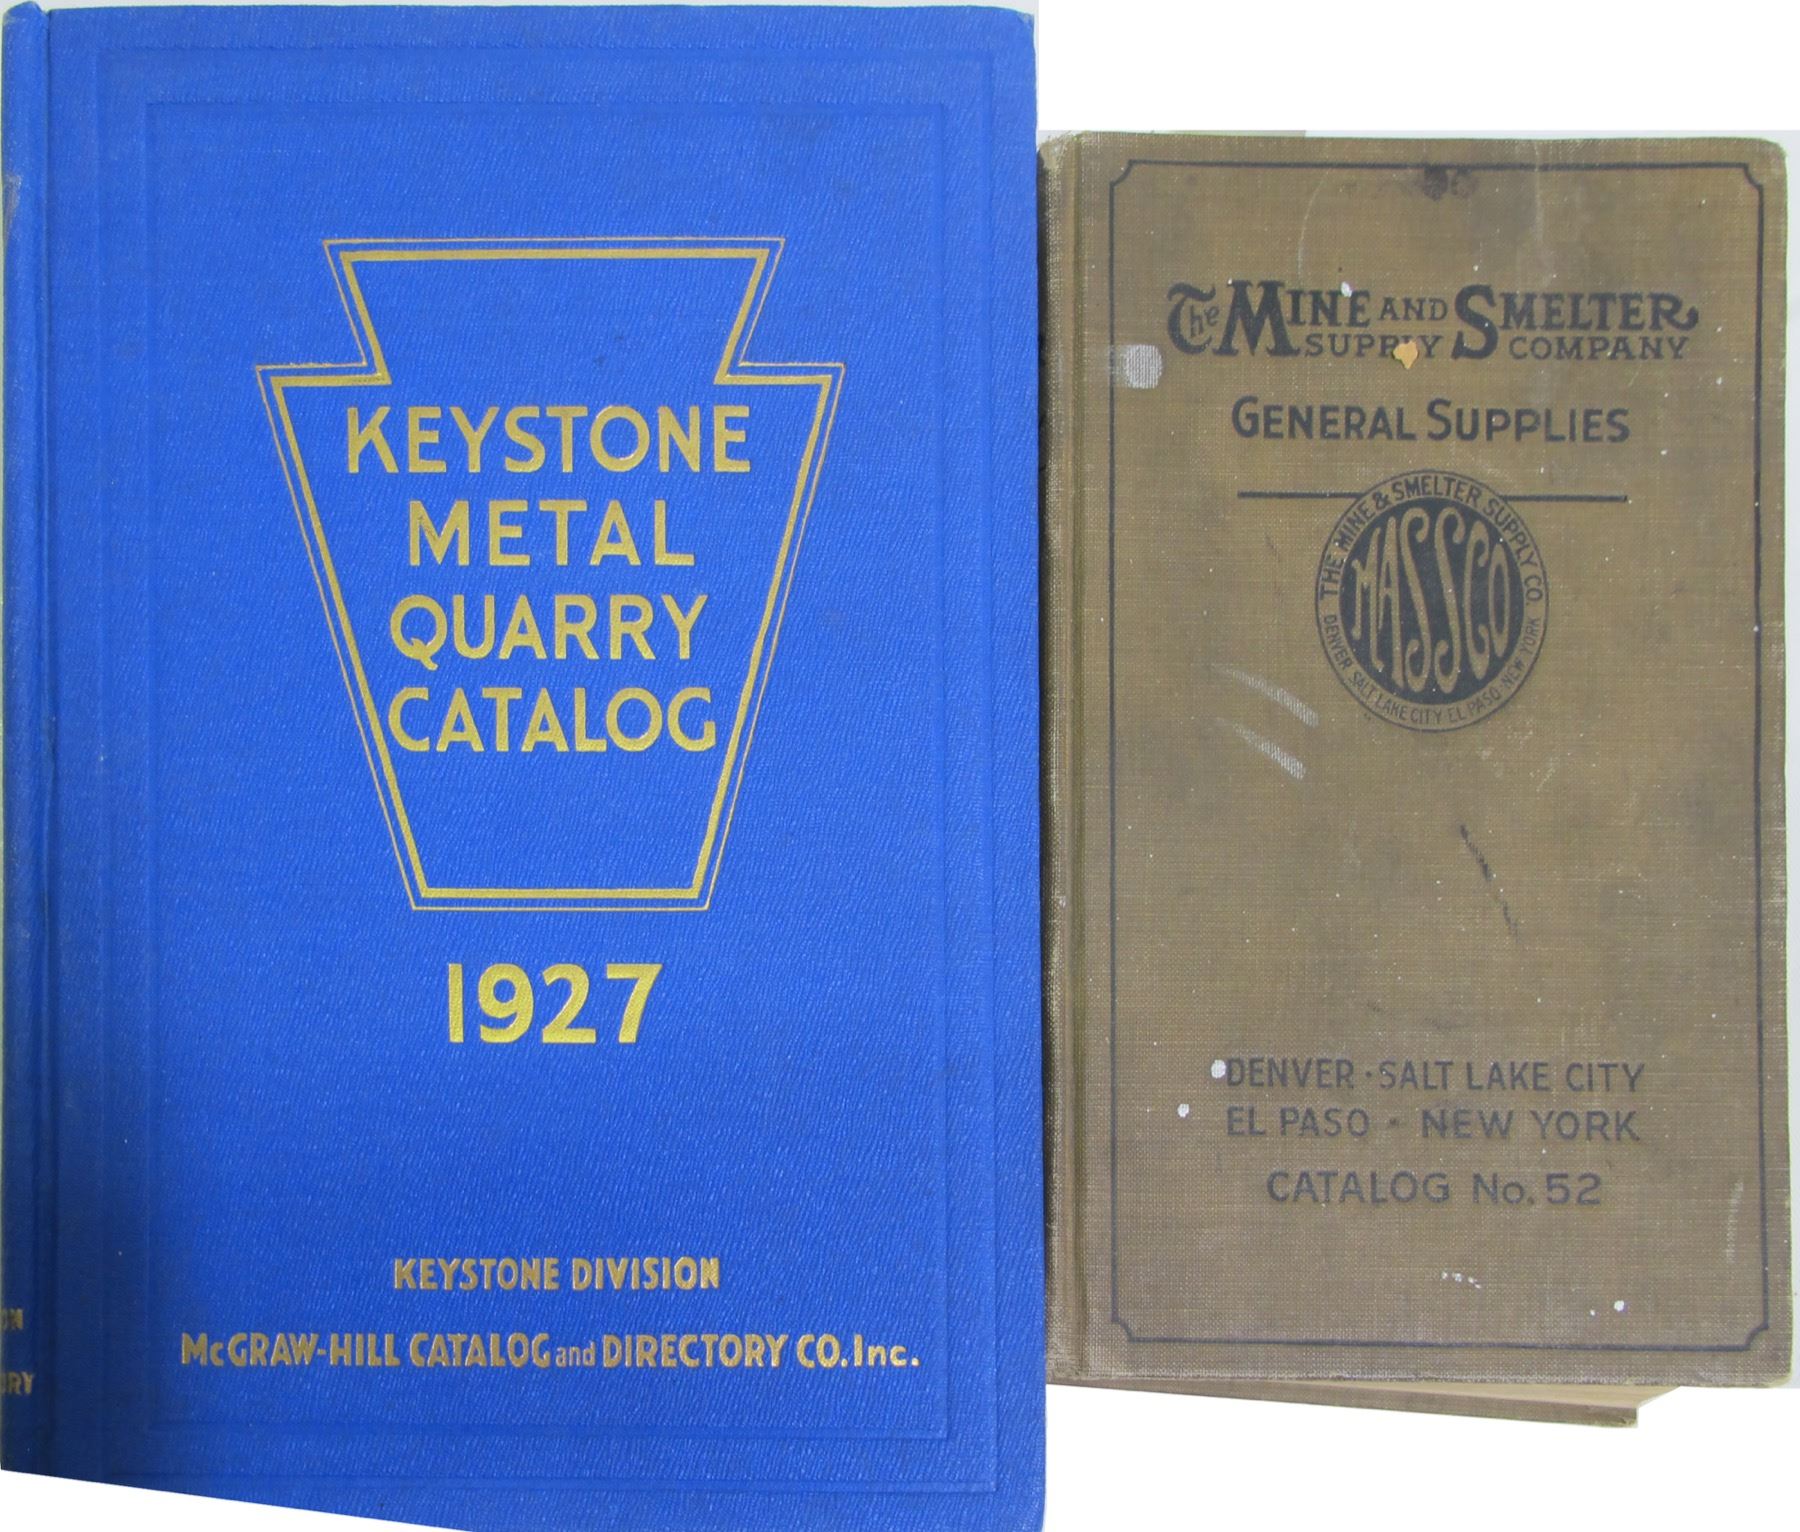 KEYSTONE
METAL
QUARRY
CATALOG
1927
KEYSTONE DIVISION
McGRAW-HILL CATALOG and DIRECTORY CO. Inc.
The MINE AND SMELTER
SUPPLY COMPANY
GENERAL SUPPLIES
THE MINE & SMELTER SUPPLY CO.
MASSCO
DENVER SALT LAKE CITY EL PASO NEW YORK
DENVER · SALT LAKE CITY
EL PASO · NEW YORK
CATALOG No. 52